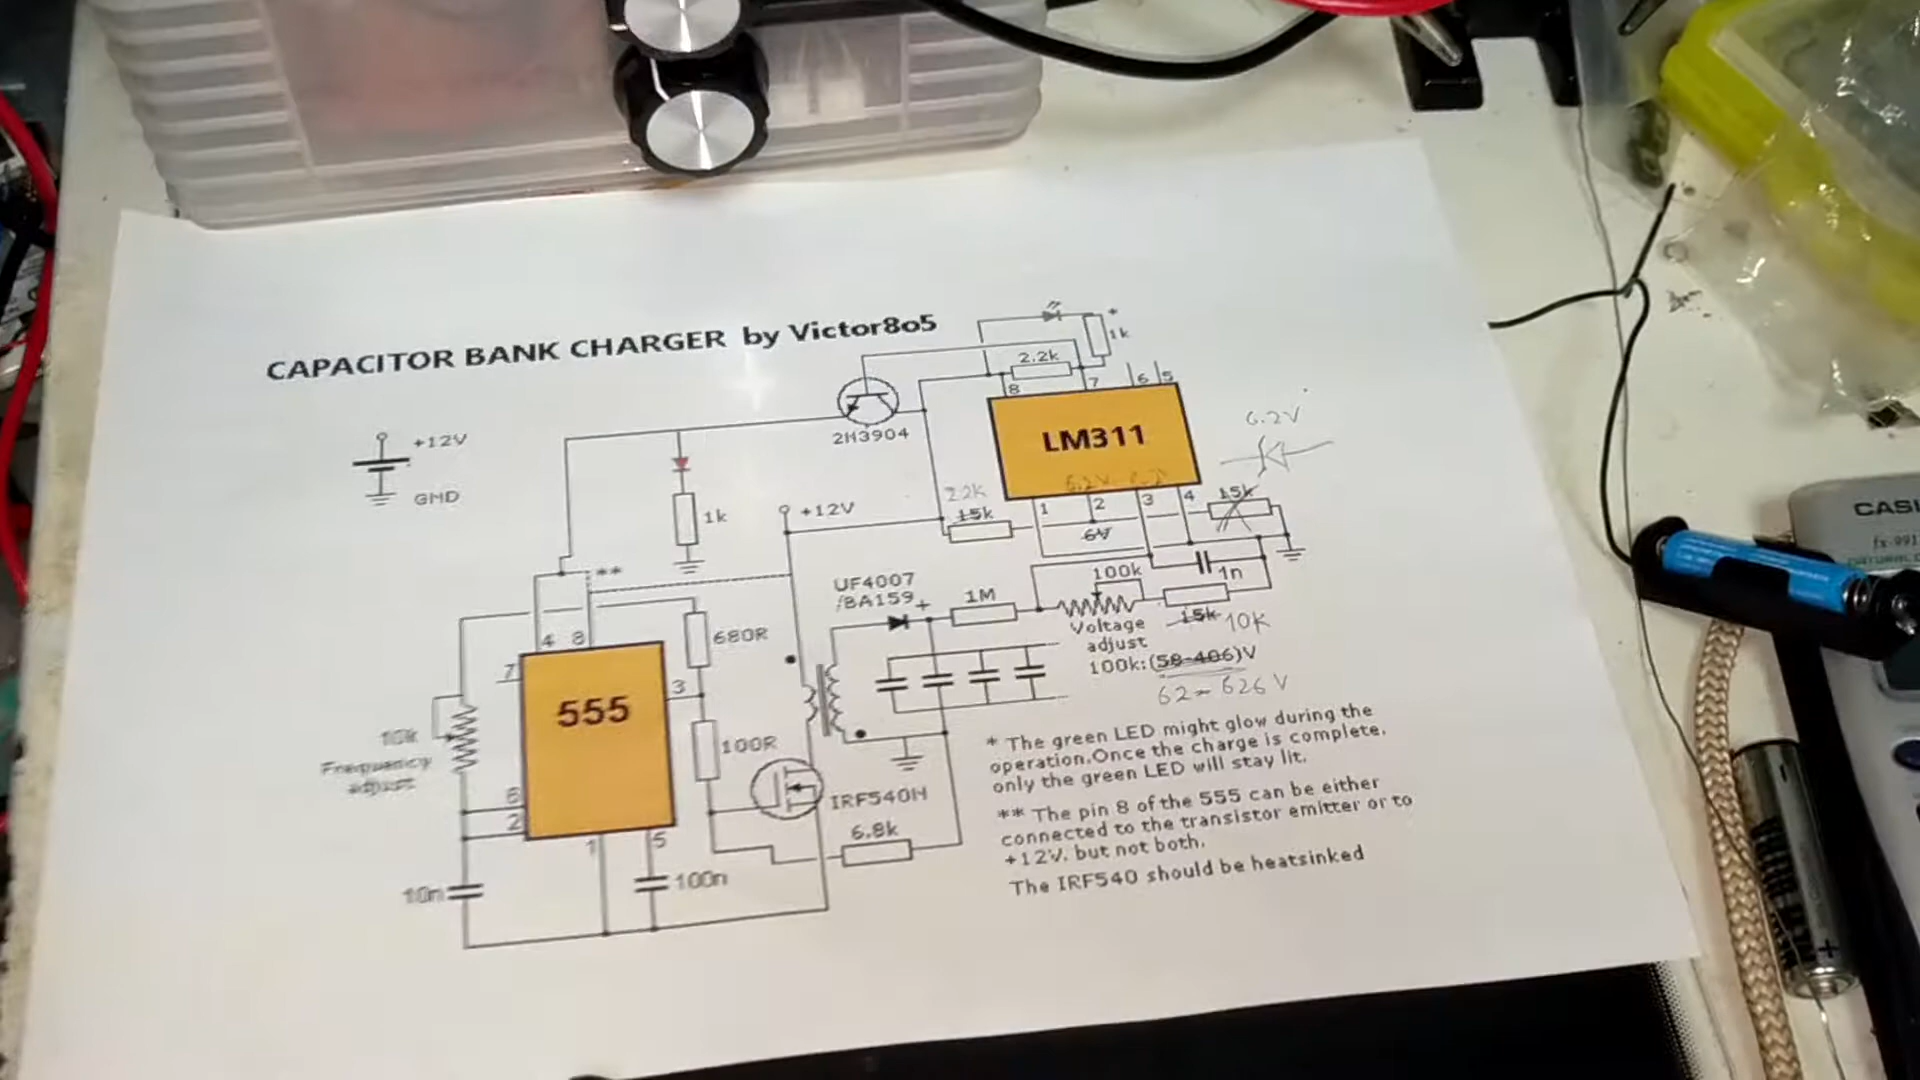 CAPACITOR BANK CHARGER by Victor8o5
+12V
GND
2N3904
1k
+12V
1k
2.2k
8
7
6
5
LM311
6.2V
6.2V
1
2
3
4
2.2K
15k
6V
15k
1n
UF4007
/BA159
+
1M
100k
Voltage
adjust
100k:(58-406)V
62-626V
15k
10K
**
*
4
8
7
3
555
6
2
1
5
680R
100R
10k
Frequency
adjust
10n
100n
IRF540N
6.8k
* The green LED might glow during the
operation.Once the charge is complete,
only the green LED will stay lit.
** The pin 8 of the 555 can be either
connected to the transistor emitter or to
+12V, but not both.
The IRF540 should be heatsinked